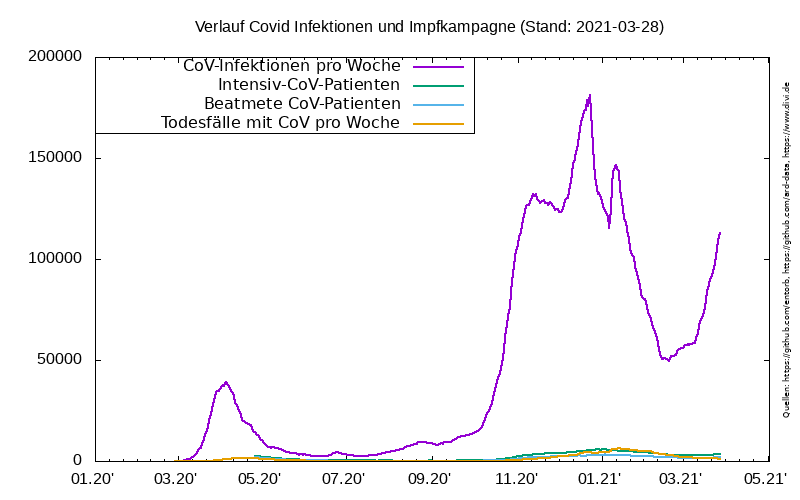 Verlauf Covid Infektionen und Impfkampagne (Stand: 2021-03-28)
200000
150000
100000
50000
0
CoV-Infektionen pro Woche
Intensiv-CoV-Patienten
Beatmete CoV-Patienten
Todesfälle mit CoV pro Woche
01.20'
03.20'
05.20'
07.20'
09.20'
11.20'
01.21'
03.21'
05.21'
Quellen: https://github.com/entorb, https://github.com/ard-data, https://www.divi.de